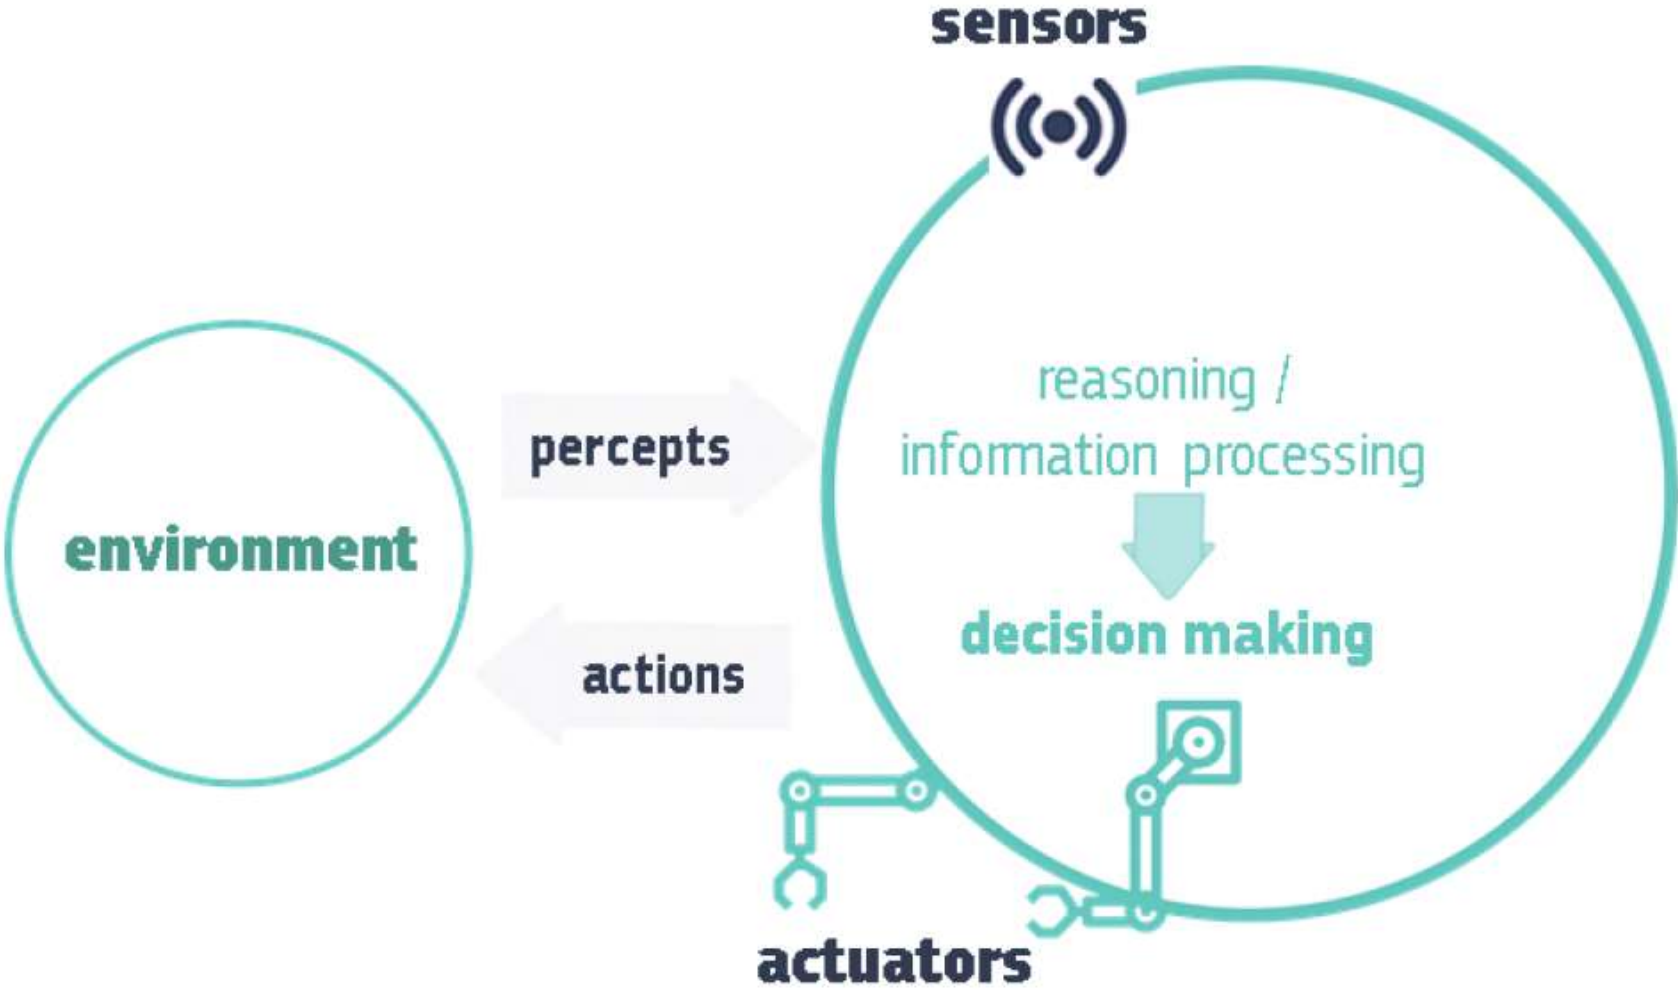 sensors
reasoning /
information processing
percepts
environment
decision making
actions
actuators